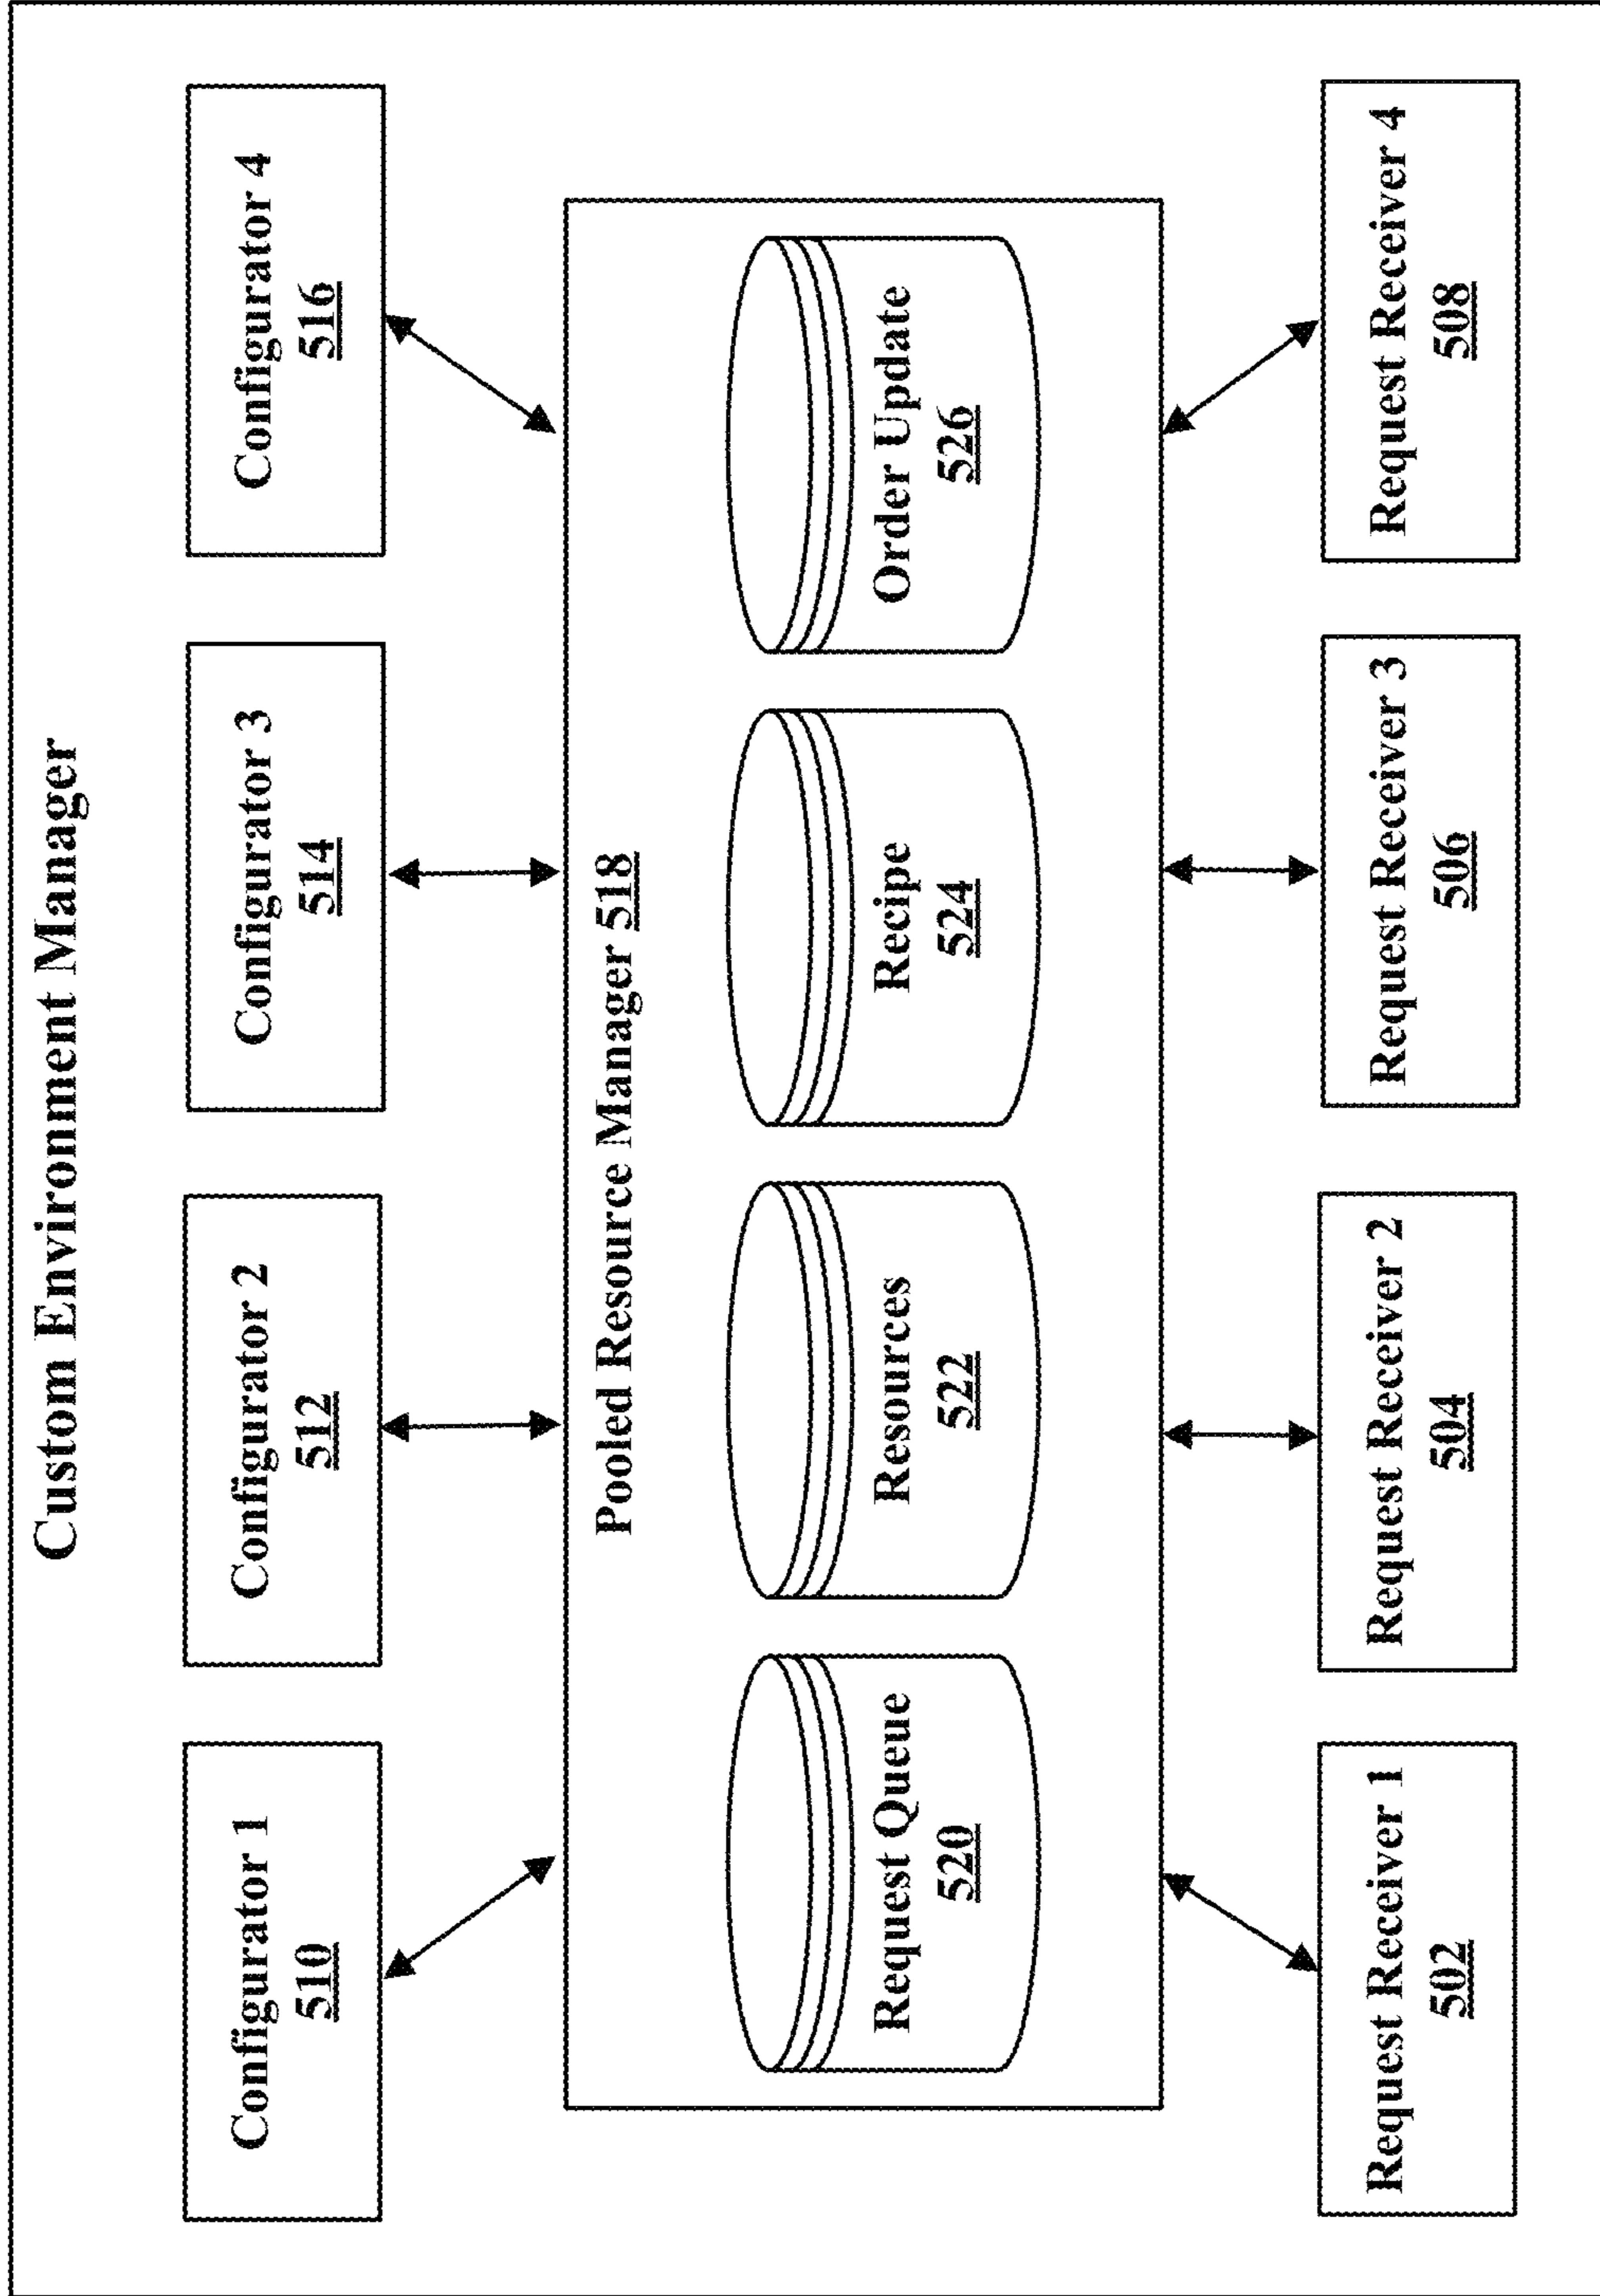 Custom Environment Manager
Configurator 1
510
Configurator 2
512
Configurator 3
514
Configurator 4
516
Pooled Resource Manager 518
Request Queue
520
Resources
522
Recipe
524
Order Update
526
Request Receiver 1
502
Request Receiver 2
504
Request Receiver 3
506
Request Receiver 4
508